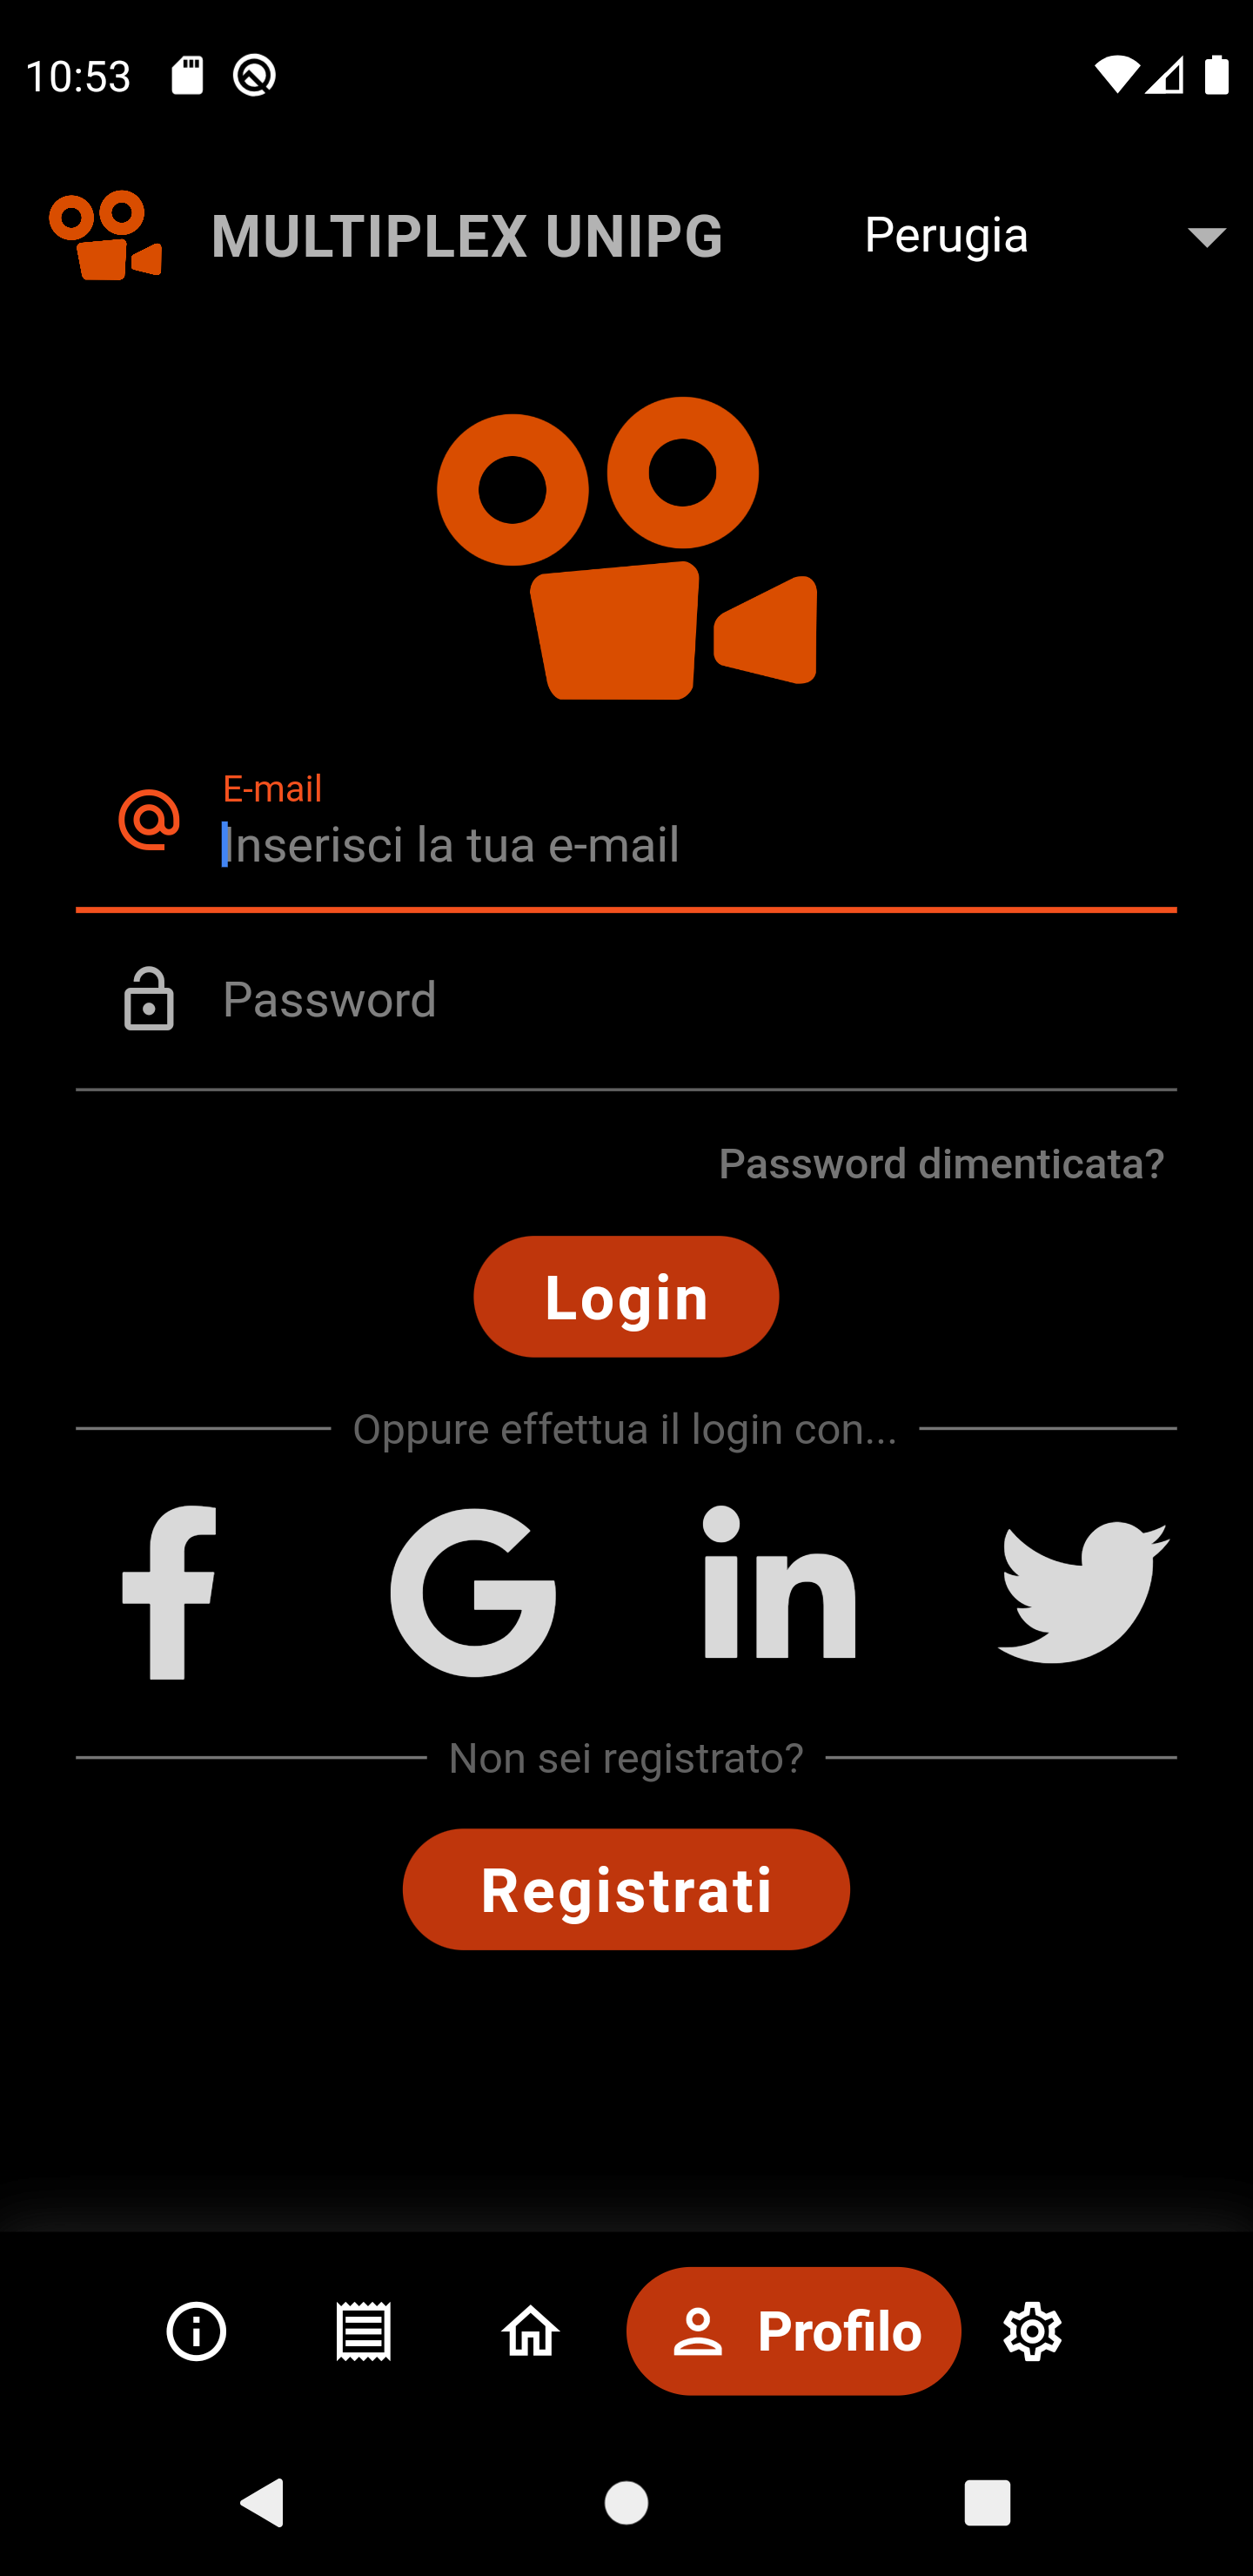 10:53
MULTIPLEX UNIPG
Perugia
E-mail
Inserisci la tua e-mail
Password
Password dimenticata?
Login
Oppure effettua il login con...
Non sei registrato?
Registrati
Profilo